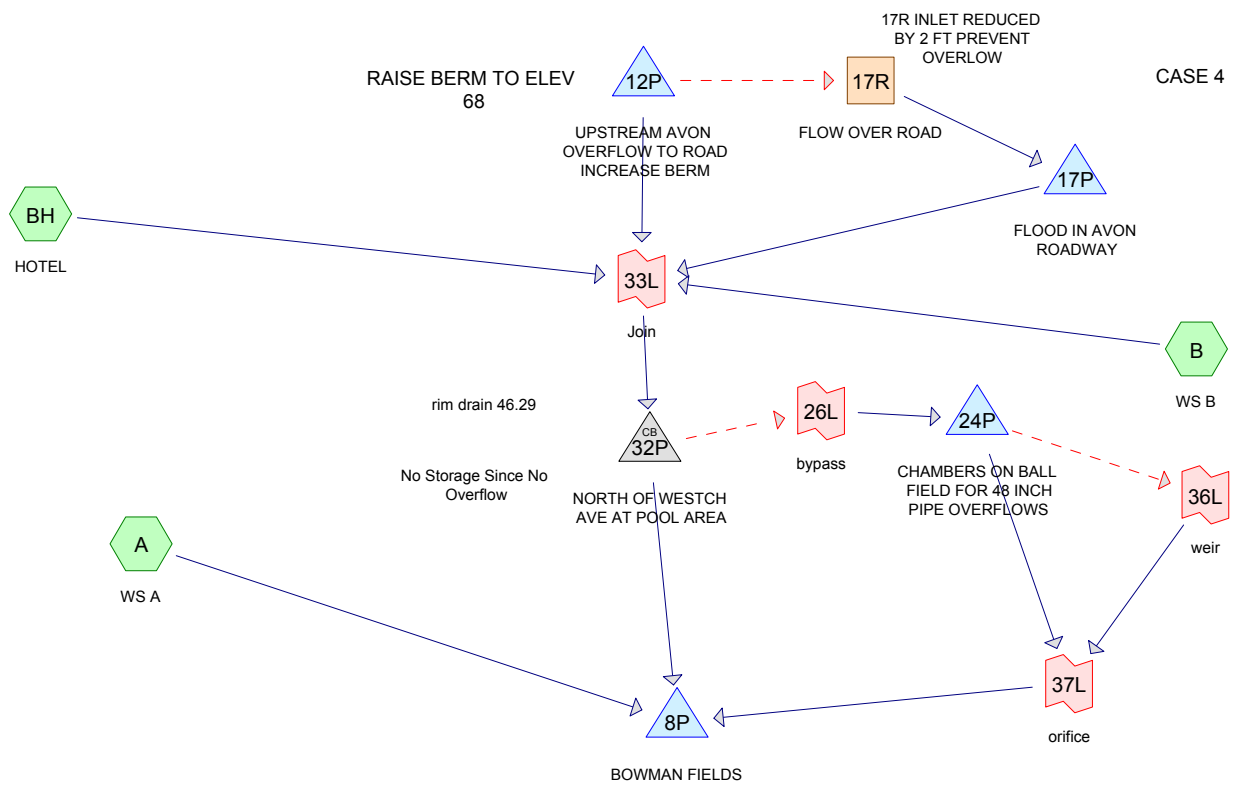 17R INLET REDUCED
BY 2 FT PREVENT
OVERLOW
RAISE BERM TO ELEV
68
12P
17R
CASE 4
UPSTREAM AVON
OVERFLOW TO ROAD
INCREASE BERM
FLOW OVER ROAD
17P
BH
HOTEL
FLOOD IN AVON
ROADWAY
33L
Join
B
WS B
rim drain 46.29
CB
32P
26L
bypass
24P
No Storage Since No
Overflow
NORTH OF WESTCH
AVE AT POOL AREA
CHAMBERS ON BALL
FIELD FOR 48 INCH
PIPE OVERFLOWS
36L
weir
A
WS A
37L
orifice
8P
BOWMAN FIELDS